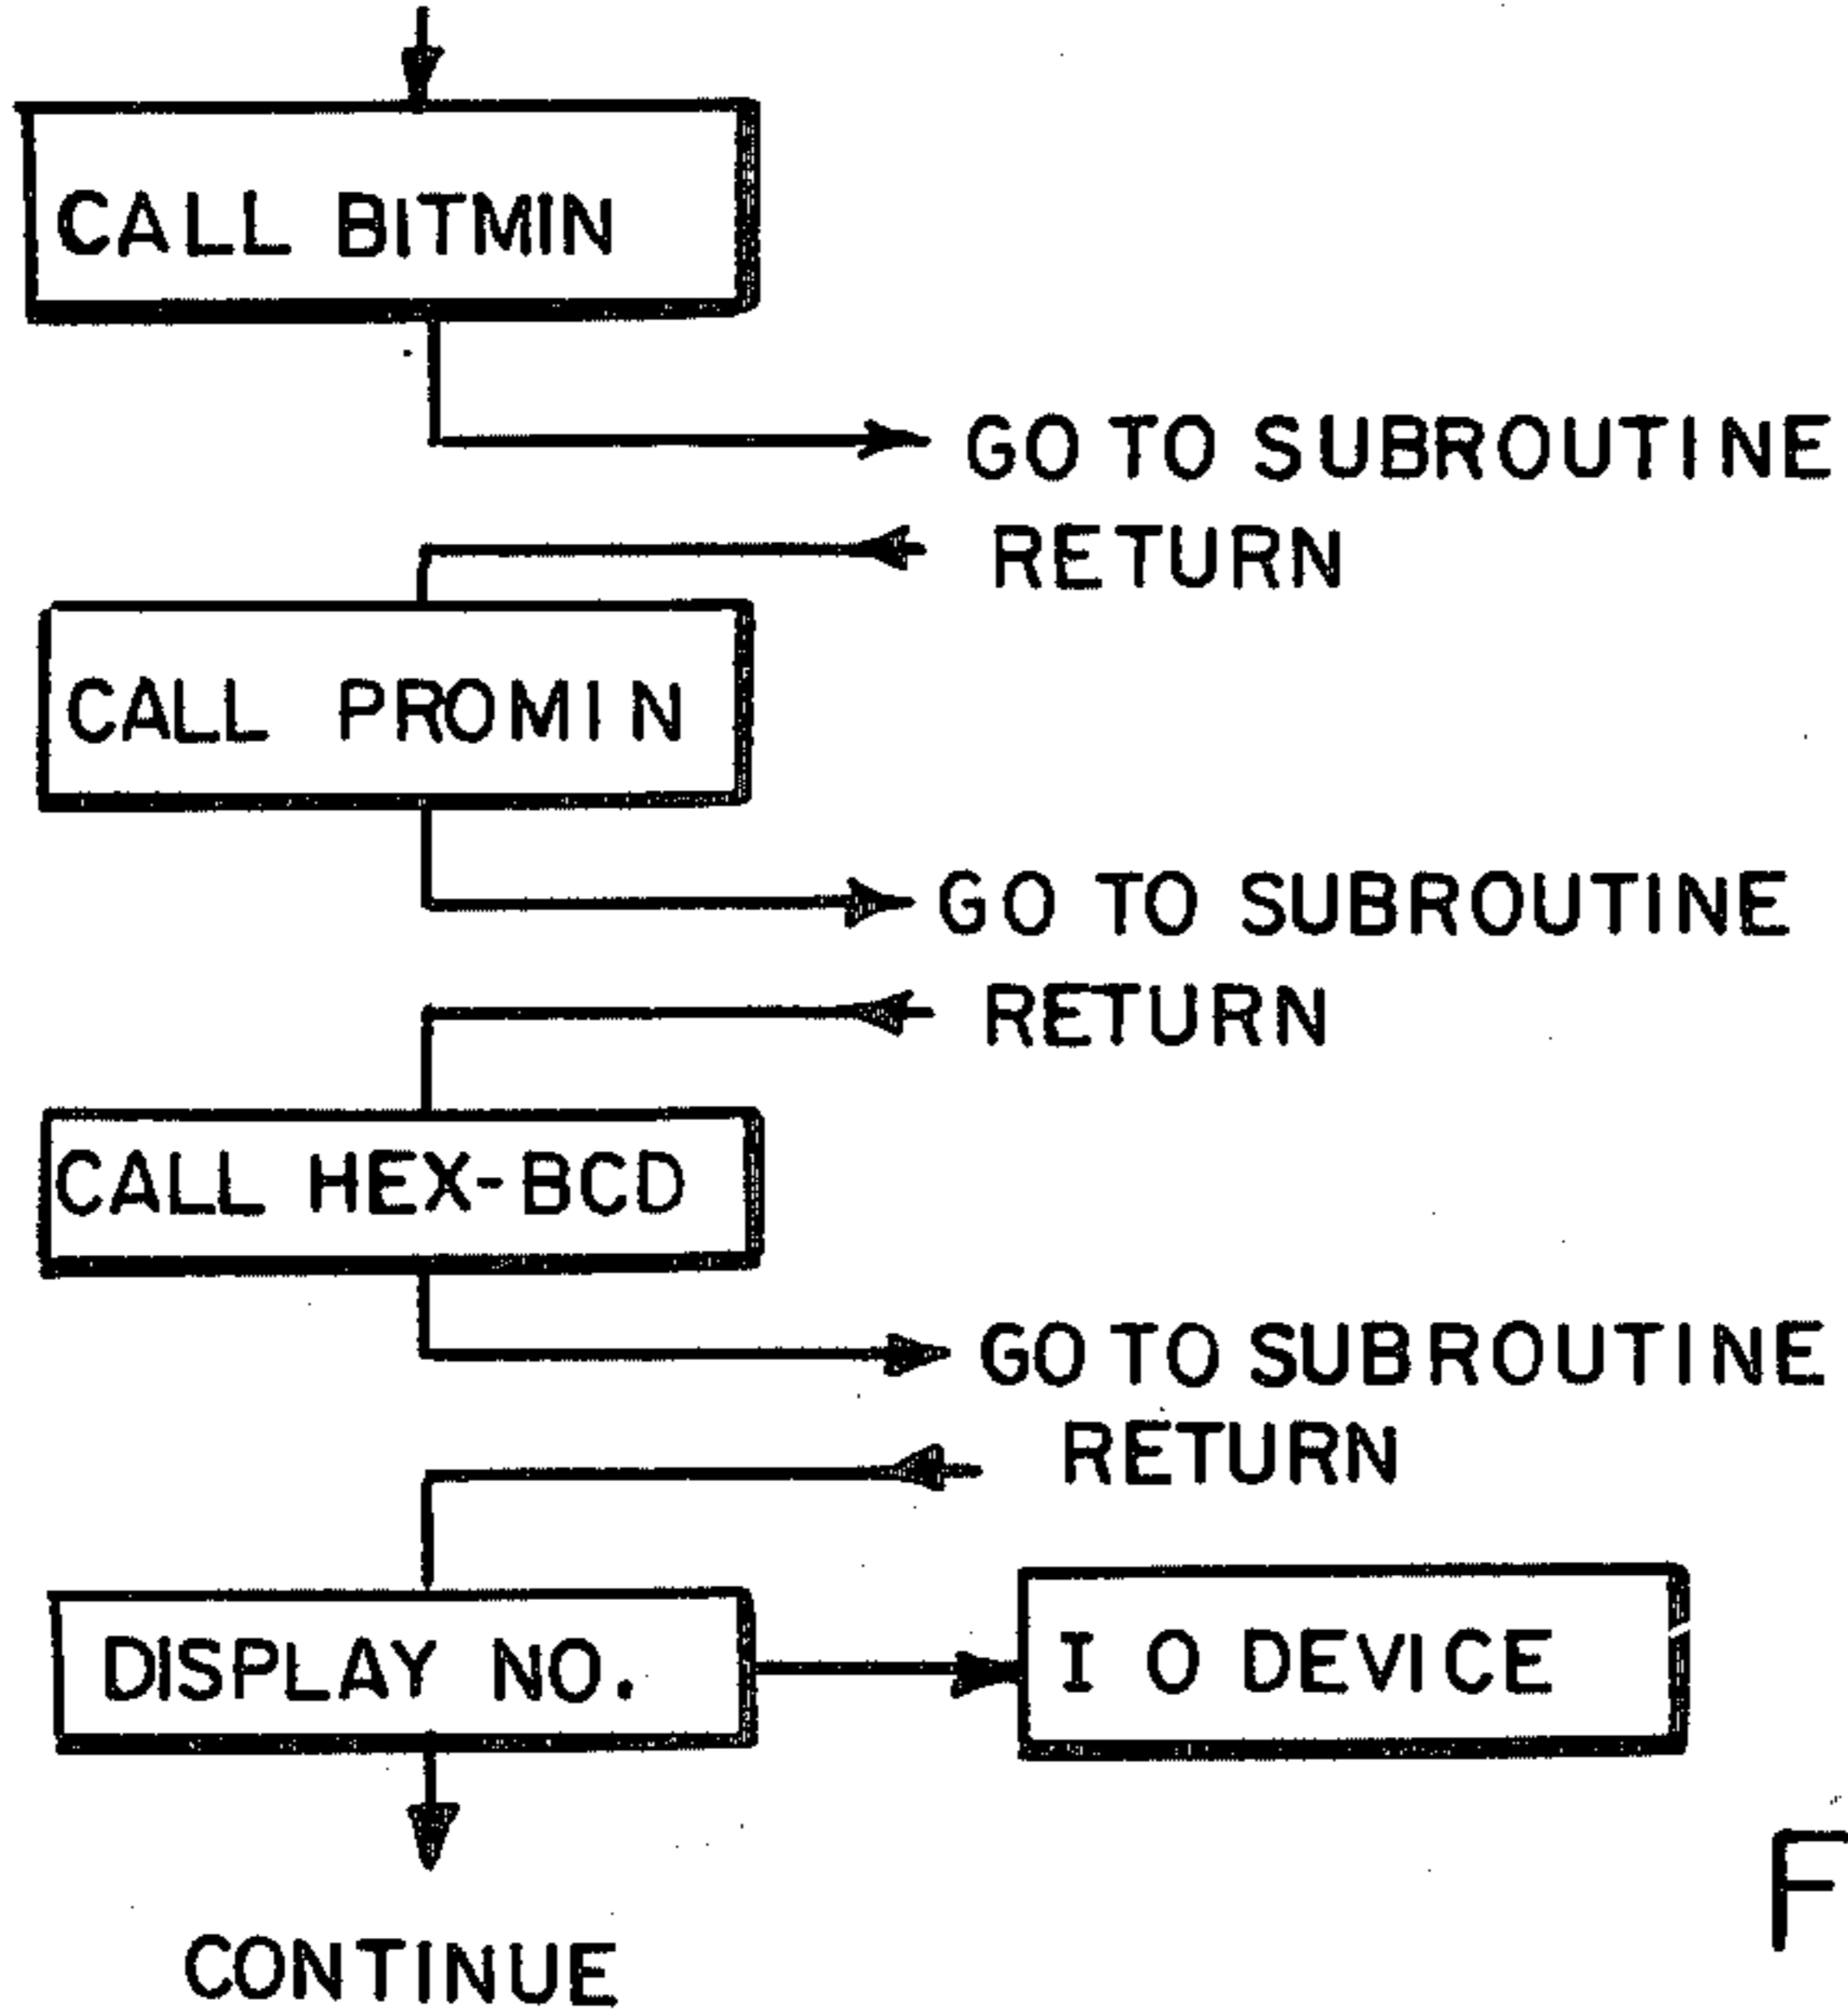 CALL BITMIN
GO TO SUBROUTINE
RETURN
CALL PROMIN
GO TO SUBROUTINE
RETURN
CALL HEX-BCD
GO TO SUBROUTINE
RETURN
DISPLAY NO.
I O DEVICE
F
CONTINUE